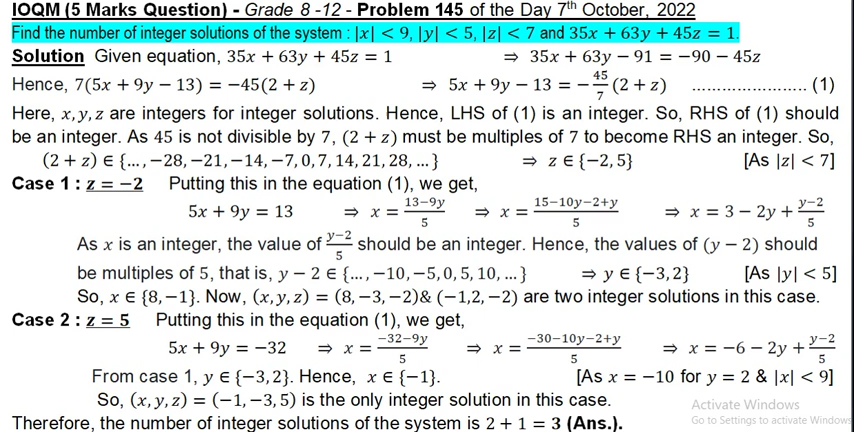 IOQM (5 Marks Question) - Grade 8 -12 - Problem 145 of the Day 7th October, 2022
Find the number of integer solutions of the system : |x| < 9, |y| < 5, |z| < 7 and 35x + 63y + 45z = 1.
Solution Given equation, 35x + 63y + 45z = 1 ⇒ 35x + 63y − 91 = −90 − 45z
Hence, 7(5x + 9y − 13) = −45(2 + z) ⇒ 5x + 9y − 13 = −45/7 (2 + z) ........................ (1)
Here, x, y, z are integers for integer solutions. Hence, LHS of (1) is an integer. So, RHS of (1) should
be an integer. As 45 is not divisible by 7, (2 + z) must be multiples of 7 to become RHS an integer. So,
(2 + z) ∈ {..., −28, −21, −14, −7, 0, 7, 14, 21, 28, ...} ⇒ z ∈ {−2, 5} [As |z| < 7]
Case 1 : z = −2 Putting this in the equation (1), we get,
5x + 9y = 13 ⇒ x = (13−9y)/5 ⇒ x = (15−10y−2+y)/5 ⇒ x = 3 − 2y + (y−2)/5
As x is an integer, the value of (y−2)/5 should be an integer. Hence, the values of (y − 2) should
be multiples of 5, that is, y − 2 ∈ {..., −10, −5, 0, 5, 10, ...} ⇒ y ∈ {−3, 2} [As |y| < 5]
So, x ∈ {8, −1}. Now, (x, y, z) = (8, −3, −2)& (−1,2, −2) are two integer solutions in this case.
Case 2 : z = 5 Putting this in the equation (1), we get,
5x + 9y = −32 ⇒ x = (−32−9y)/5 ⇒ x = (−30−10y−2+y)/5 ⇒ x = −6 − 2y + (y−2)/5
From case 1, y ∈ {−3, 2}. Hence, x ∈ {−1}. [As x = −10 for y = 2 & |x| < 9]
So, (x, y, z) = (−1, −3, 5) is the only integer solution in this case.
Therefore, the number of integer solutions of the system is 2 + 1 = 3 (Ans.).
Activate Windows
Go to Settings to activate Windows